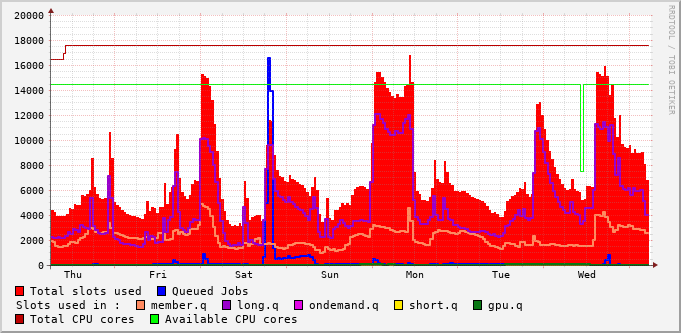 20000
18000
16000
14000
12000
10000
8000
6000
4000
2000
0
Thu Fri Sat Sun Mon Tue Wed
Total slots used Queued Jobs
Slots used in : member.q long.q ondemand.q short.q gpu.q
Total CPU cores Available CPU cores
RRDTOOL / TOBI OETIKER